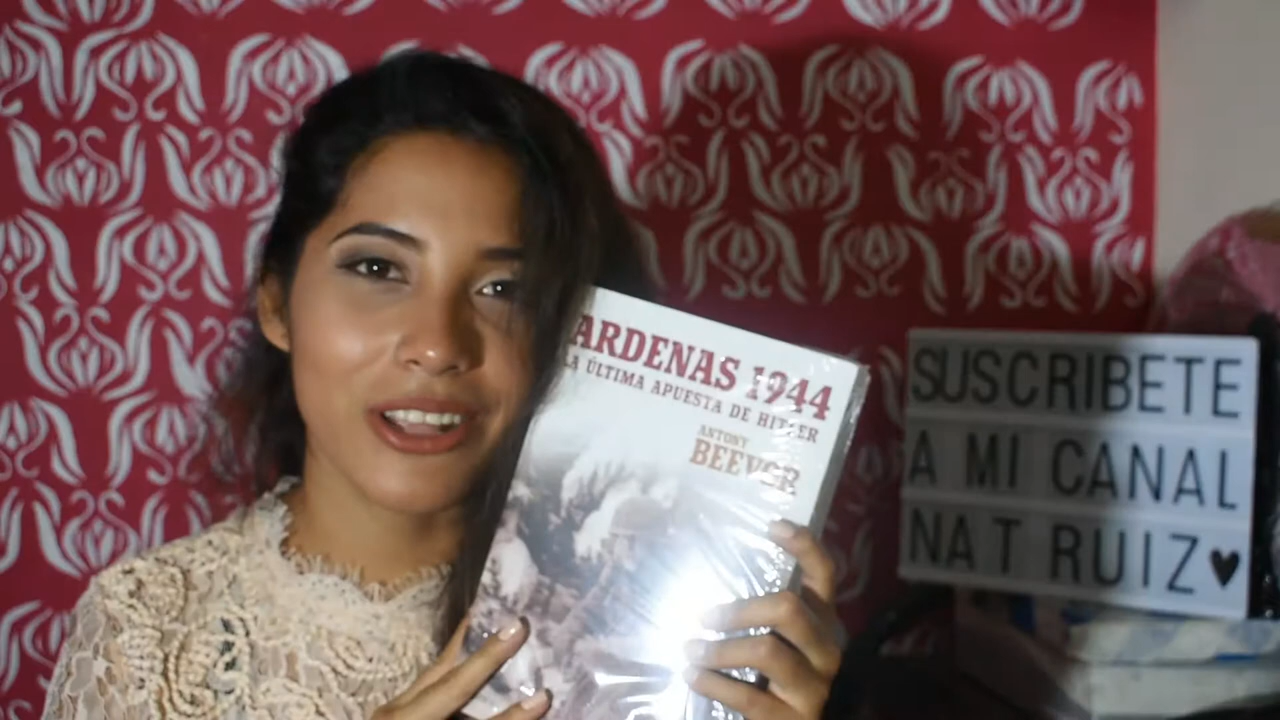 ARDENAS 1944
LA ÚLTIMA APUESTA DE HITLER
ANTONY
BEEVOR
SUSCRIBETE
A MI CANAL
NAT RUIZ♥